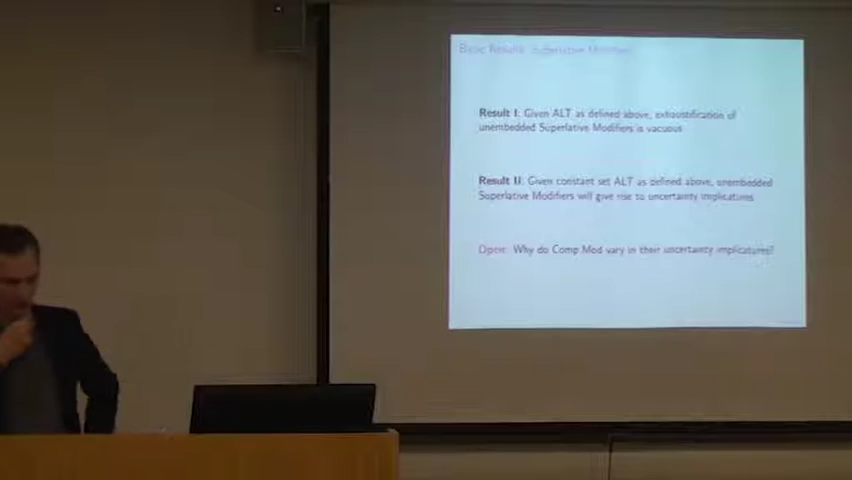 Basic Results: Superlative Modifiers
Result I: Given ALT as defined above, exhaustification of
unembedded Superlative Modifiers is vacuous
Result II: Given constant set ALT as defined above, unembedded
Superlative Modifiers will give rise to uncertainty implicatures
Open: Why do Comp Mod vary in their uncertainty implicatures?